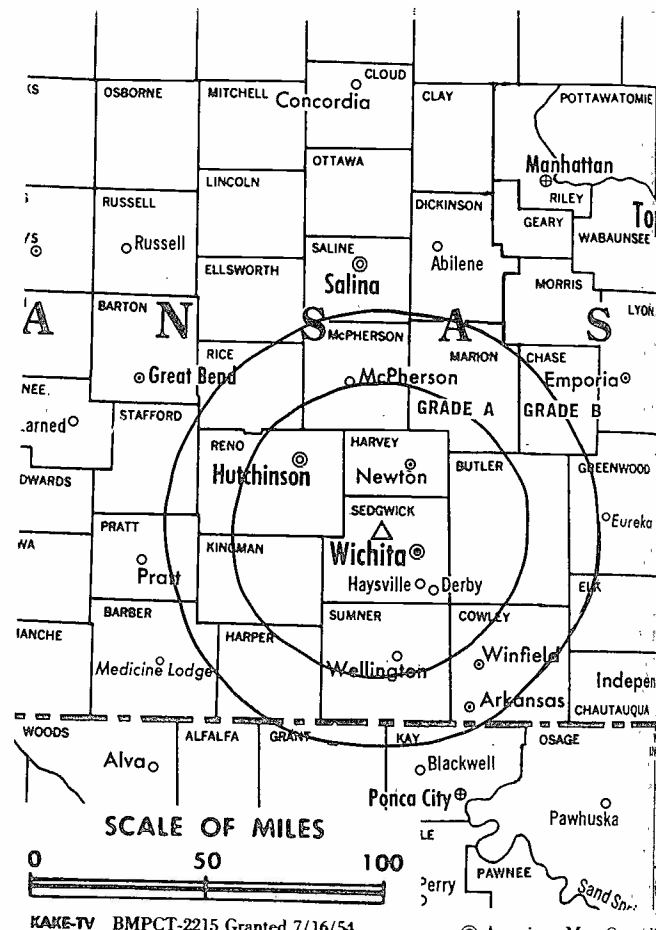 CLOUD
OSBORNE
MITCHELL
Concordia
CLAY
POTTAWATOMIE
OTTAWA
Manhattan
LINCOLN
RUSSELL
DICKINSON
RILEY
GEARY
WABAUNSEE
Russell
SALINE
Abilene
ELLSWORTH
Salina
MORRIS
BARTON
LYON
A N S A S
McPHERSON
RICE
MARION
CHASE
Great Bend
McPherson
Emporia
STAFFORD
GRADE A
GRADE B
RENO
HARVEY
Hutchinson
Newton
BUTLER
GREENWOOD
SEDGWICK
Eureka
PRATT
KINGMAN
Wichita
Pratt
Haysville
Derby
ELK
BARBER
SUMNER
COWLEY
HARPER
Medicine Lodge
Wellington
Winfield
Indepen
Arkansas
CHAUTAUQUA
WOODS
ALFALFA
GRANT
KAY
OSAGE
Alva
Blackwell
Ponca City
Pawhuska
SCALE OF MILES
0 50 100
PAWNEE
Perry
KAKE-TV BMPCT-2215 Granted 7/16/54